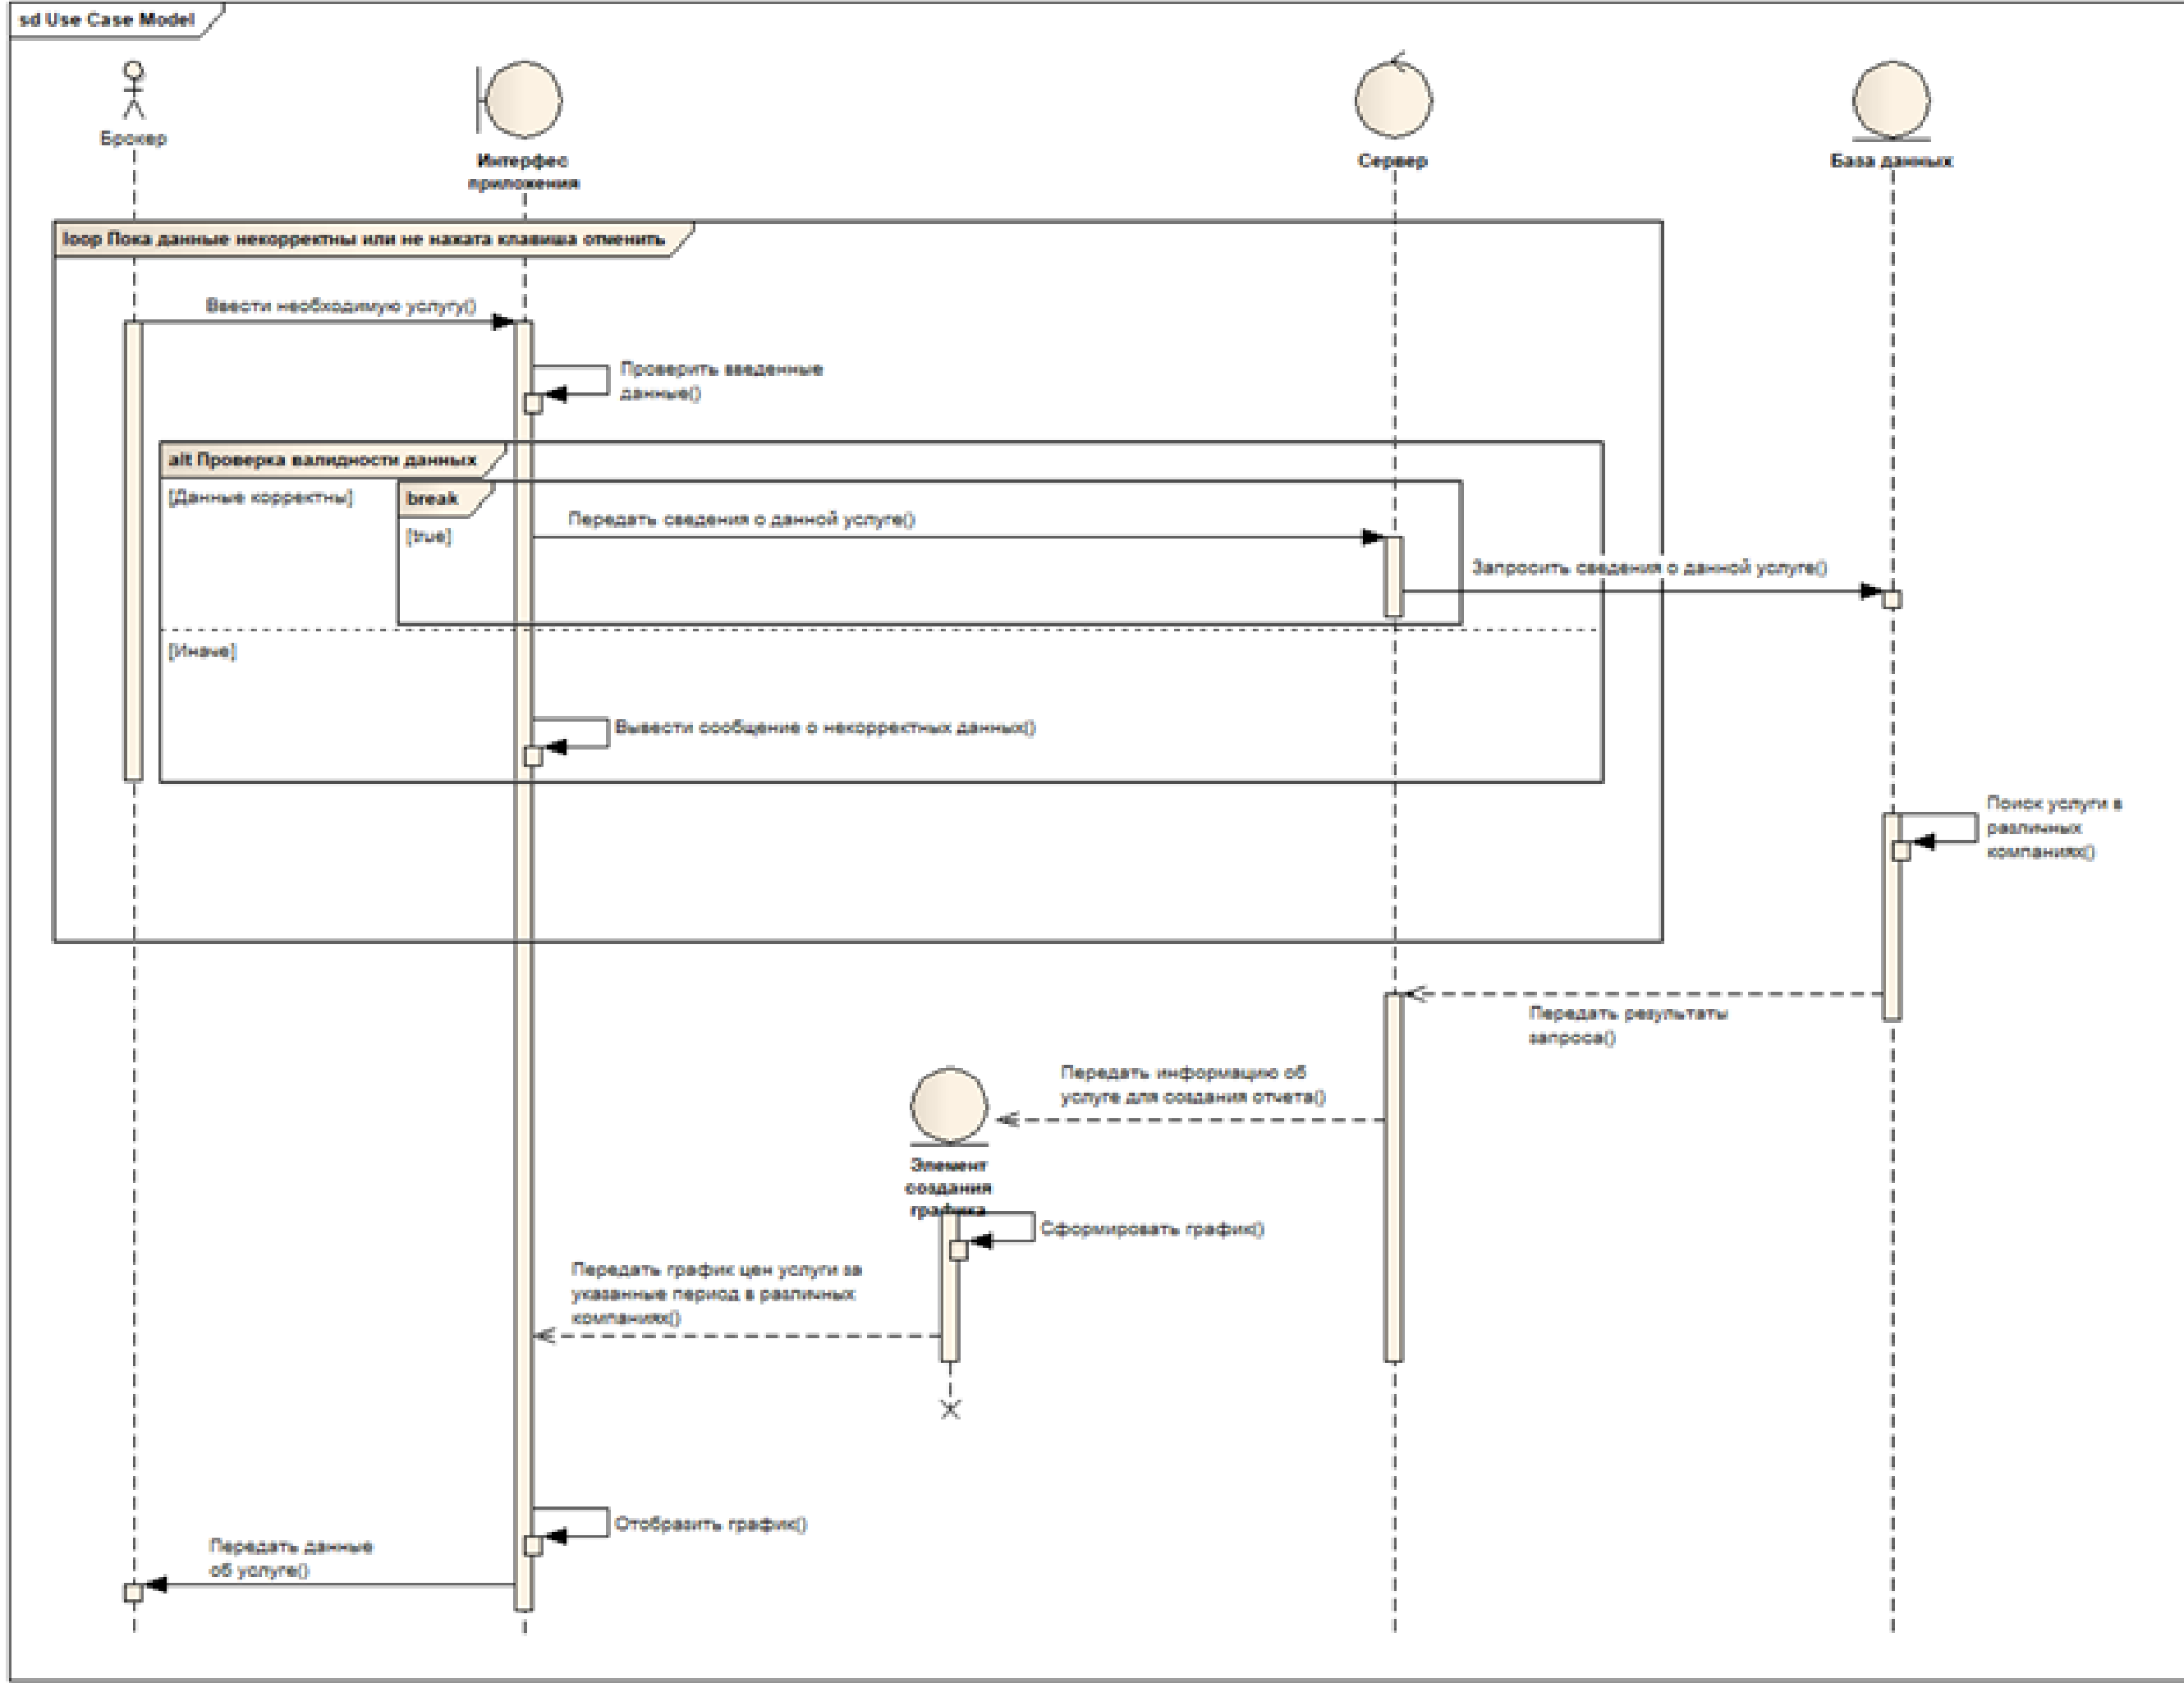 sd Use Case Model
Брокер
Интерфес
приложения
Сервер
База данных
loop Пока данные некорректны или не нажата клавиша отменить
Ввести необходимую услугу()
Проверить введенные
данные()
alt Проверка валидности данных
[Данные корректны]
break
[true]
Передать сведения о данной услуге()
Запросить сведения о данной услуге()
[Иначе]
Вывести сообщение о некорректных данных()
Поиск услуги в
различных
компаниях()
Передать результаты
запроса()
Передать информацию об
услуге для создания отчета()
Элемент
создания
графика
Сформировать график()
Передать график цен услуги за
указанные период в различных
компаниях()
Отобразить график()
Передать данные
об услуге()